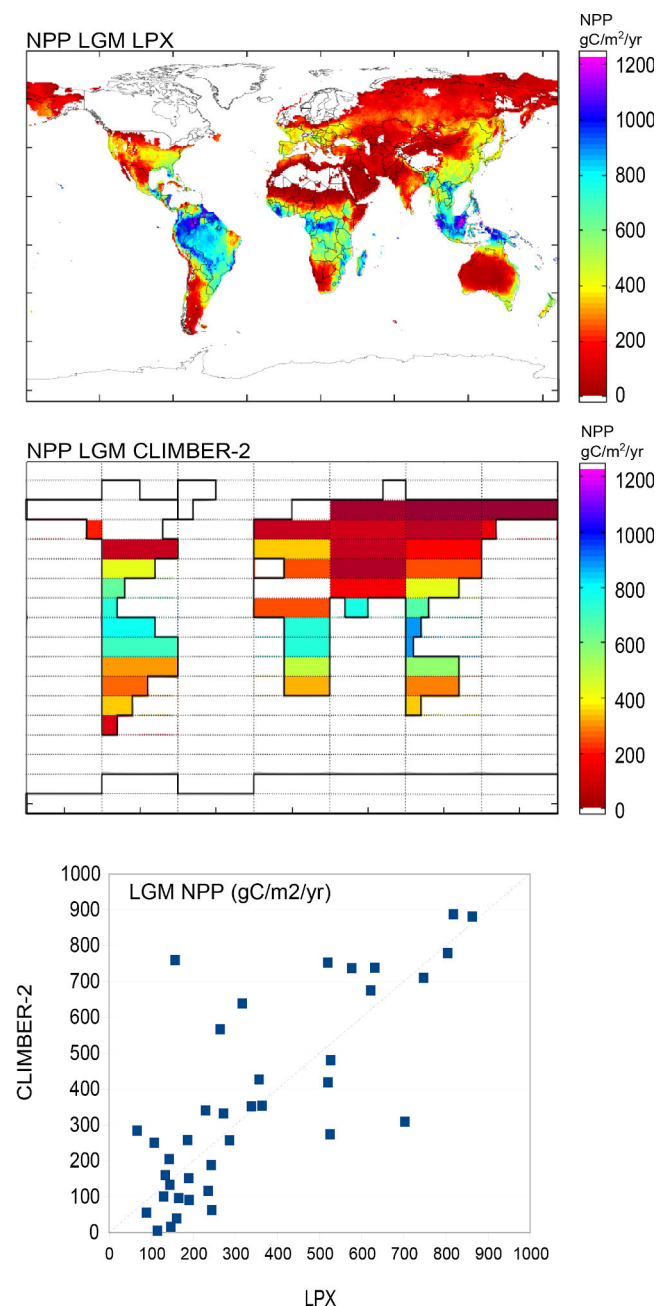 NPP LGM LPX
NPP
gC/m²/yr
1200
1000
800
600
400
200
0
NPP LGM CLIMBER-2
NPP
gC/m²/yr
1200
1000
800
600
400
200
0
LGM NPP (gC/m2/yr)
1000
900
800
700
600
500
400
300
200
100
0
CLIMBER-2
0 100 200 300 400 500 600 700 800 900 1000
LPX